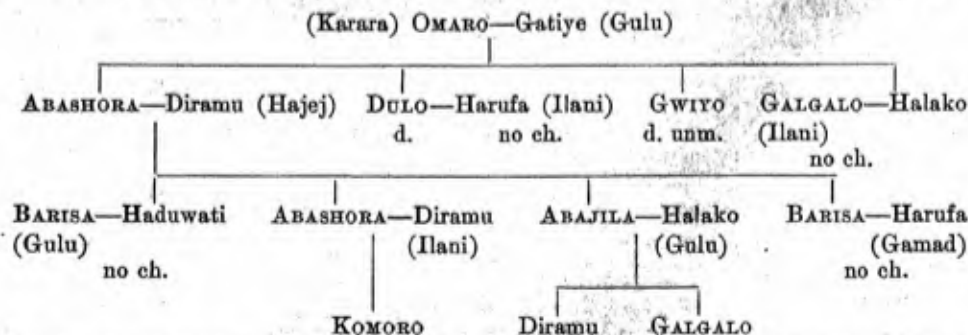 (Karara) OMARO—Gatiye (Gulu)
ABASHORA—Diramu (Hajej) DULO—Harufa (Ilani) GWIYO GALGALO—Halako
d. no ch. d. unm. (Ilani)
no ch.
BARISA—Haduwati ABASHORA—Diramu ABAJILA—Halako BARISA—Harufa
(Gulu) (Ilani) (Gulu) (Gamad)
no ch. no ch.
KOMORO Diramu GALGALO